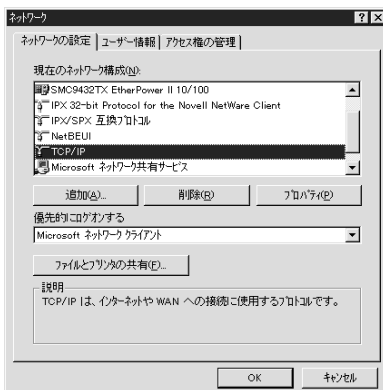 ネットワーク
ネットワークの設定 ユーザー情報 アクセス権の管理
現在のネットワーク構成(N):
SMC9432TX EtherPower II 10/100
IPX 32-bit Protocol for the Novell NetWare Client
IPX/SPX 互換プロトコル
NetBEUI
TCP/IP
Microsoft ネットワーク共有サービス
追加(A)... 削除(R) プロパティ(P)
優先的にログオンする
Microsoft ネットワーク クライアント
ファイルとプリンタの共有(F)...
説明
TCP/IP は、インターネットや WAN への接続に使用するプロトコルです。
OK キャンセル